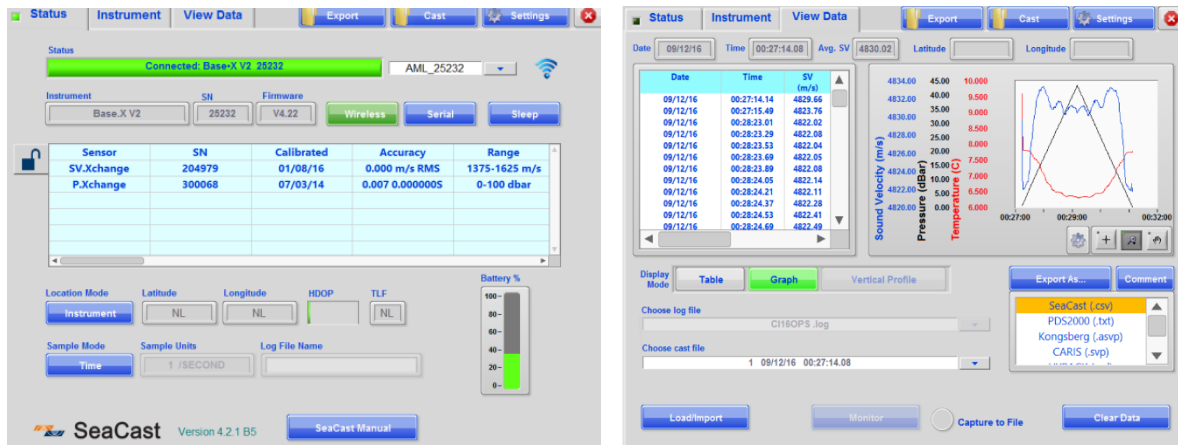 Status Instrument View Data Export Cast Settings
Status
Connected: Base•X V2 25232 AML_25232
Instrument SN Firmware
Base.X V2 25232 V4.22 Wireless Serial Sleep
Sensor SN Calibrated Accuracy Range
SV.Xchange 204979 01/08/16 0.000 m/s RMS 1375-1625 m/s
P.Xchange 300068 07/03/14 0.007 0.000000S 0-100 dbar
Battery %
Location Mode Latitude Longitude HDOP TLF
Instrument NL NL NL
Sample Mode Sample Units Log File Name
Time 1 /SECOND
100
80
60
40
20
0
SeaCast Version 4.2.1 B5 SeaCast Manual
Status Instrument View Data Export Cast Settings
Date 09/12/16 Time 00:27:14.08 Avg. SV 4830.02 Latitude Longitude
Date Time SV
(m/s)
09/12/16 00:27:14.14 4829.66
09/12/16 00:27:15.49 4823.76
09/12/16 00:28:23.01 4822.02
09/12/16 00:28:23.29 4822.08
09/12/16 00:28:23.53 4822.04
09/12/16 00:28:23.69 4822.05
09/12/16 00:28:23.89 4822.08
09/12/16 00:28:24.05 4822.14
09/12/16 00:28:24.21 4822.11
09/12/16 00:28:24.37 4822.28
09/12/16 00:28:24.53 4822.41
09/12/16 00:28:24.69 4822.49
Sound Velocity (m/s)
Pressure (dBar)
Temperature (C)
4834.00 45.00 10.000
4832.00 40.00 9.500
4830.00 35.00 9.000
4828.00 30.00 8.500
25.00 8.000
4826.00 20.00
15.00 7.500
4824.00 10.00 7.000
4822.00 5.00 6.500
4820.00 0.00 6.000
00:27:00 00:29:00 00:32:00
Display
Mode Table Graph Vertical Profile Export As... Comment
Choose log file
CI16OPS .log
Choose cast file
1 09/12/16 00:27:14.08
SeaCast (.csv)
PDS2000 (.txt)
Kongsberg (.asvp)
CARIS (.svp)
Load/Import Monitor Capture to File Clear Data